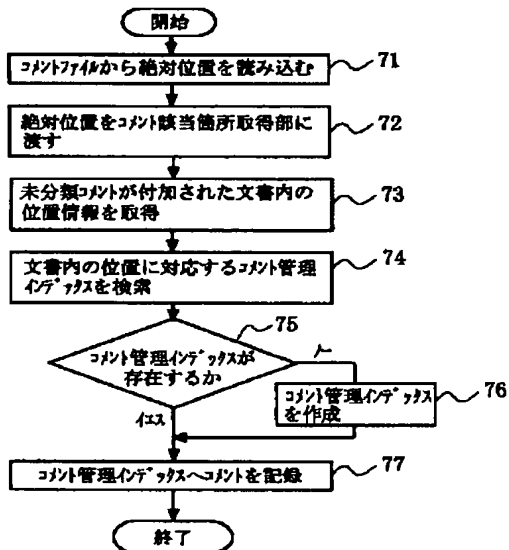 開始
コメントファイルから絶対位置を読み込む
71
絶対位置をコメント該当箇所取得部に
渡す
72
未分類コメントが付加された文書内の
位置情報を取得
73
文書内の位置に対応するコメント管理
インデックスを検索
74
75
コメント管理インデックスが
存在するか
ノー
イエス
コメント管理インデックス
を作成
76
コメント管理インデックスへコメントを記録
77
終了